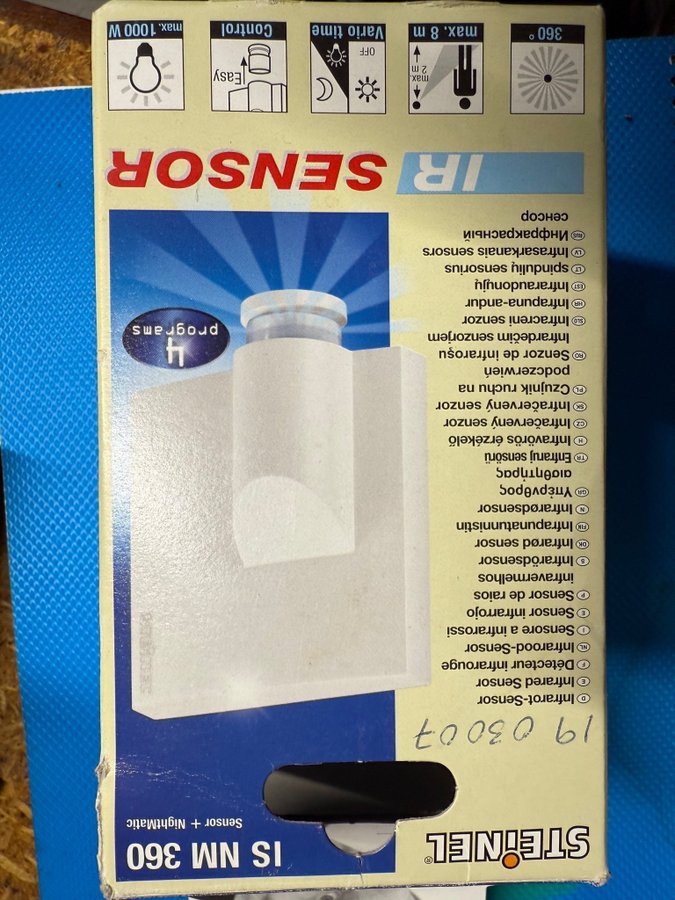 STEINEL®
IS NM 360
Sensor + NightMatic
19 03007
D Infrarot-Sensor
E Infrared Sensor
F Détecteur infrarouge
NL Infrarood-Sensor
I Sensore a infrarossi
E Sensor infrarrojo
P Sensor de raios
infravermelhos
S Infrarödsensor
DK Infrarød sensor
FIN Infrapunatunnistin
N Infrarødsensor
GR Υπέρυθρος
αισθητήρας
TR Enfraruj sensörü
H Infravörös érzékelő
CZ Infračervený senzor
SK Infračervený senzor
PL Czujnik ruchu na
podczerwień
RO Senzor de infraroşu
Infrardečim senzorjem
SLO Infracreni senzor
HR Infrapuna-andur
EST Infraraudonųjų
LT spindulių sensorius
LV Infrasarkanais sensors
RUS Инфракрасный
сенсор
4
programs
IR SENSOR
360°
max. 8 m
max.
2 m
Vario time
OFF
Control
Easy
max. 1000 W